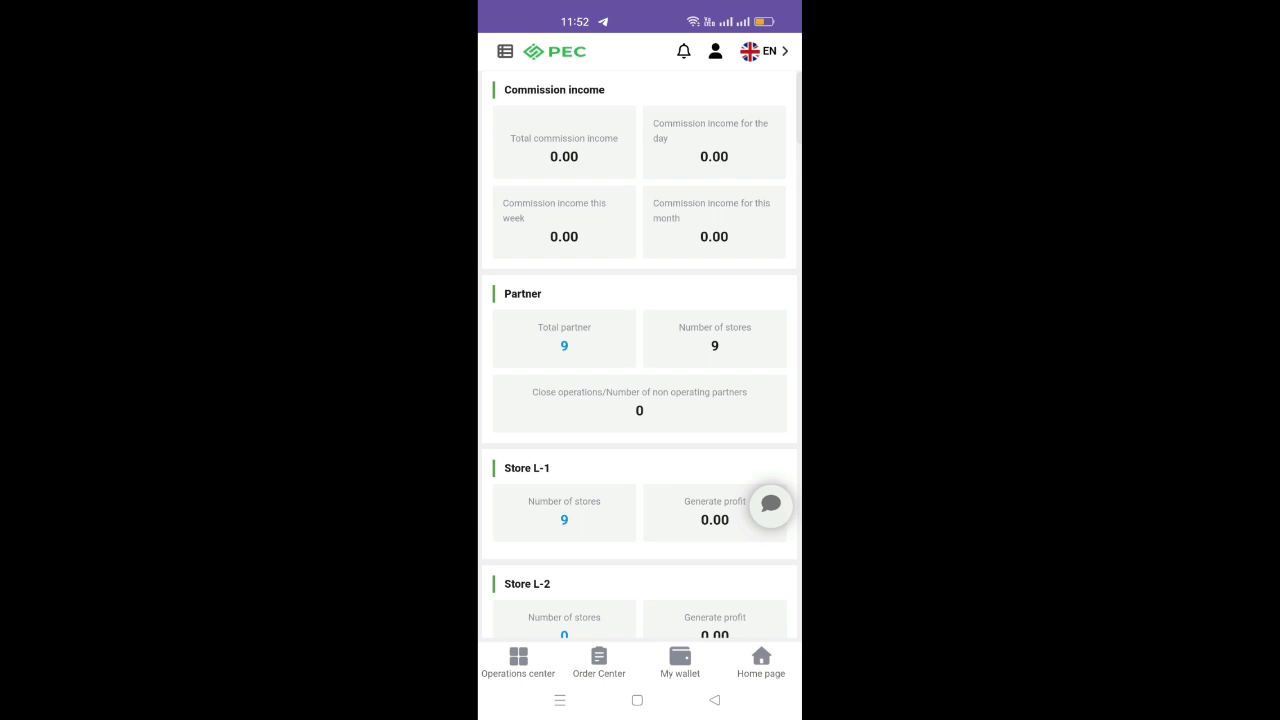 11:52
PEC
EN
Commission income
Total commission income
0.00
Commission income for the
day
0.00
Commission income this
week
0.00
Commission income for this
month
0.00
Partner
Total partner
9
Number of stores
9
Close operations/Number of non operating partners
0
Store L-1
Number of stores
9
Generate profit
0.00
Store L-2
Number of stores
0
Generate profit
0.00
Operations center
Order Center
My wallet
Home page